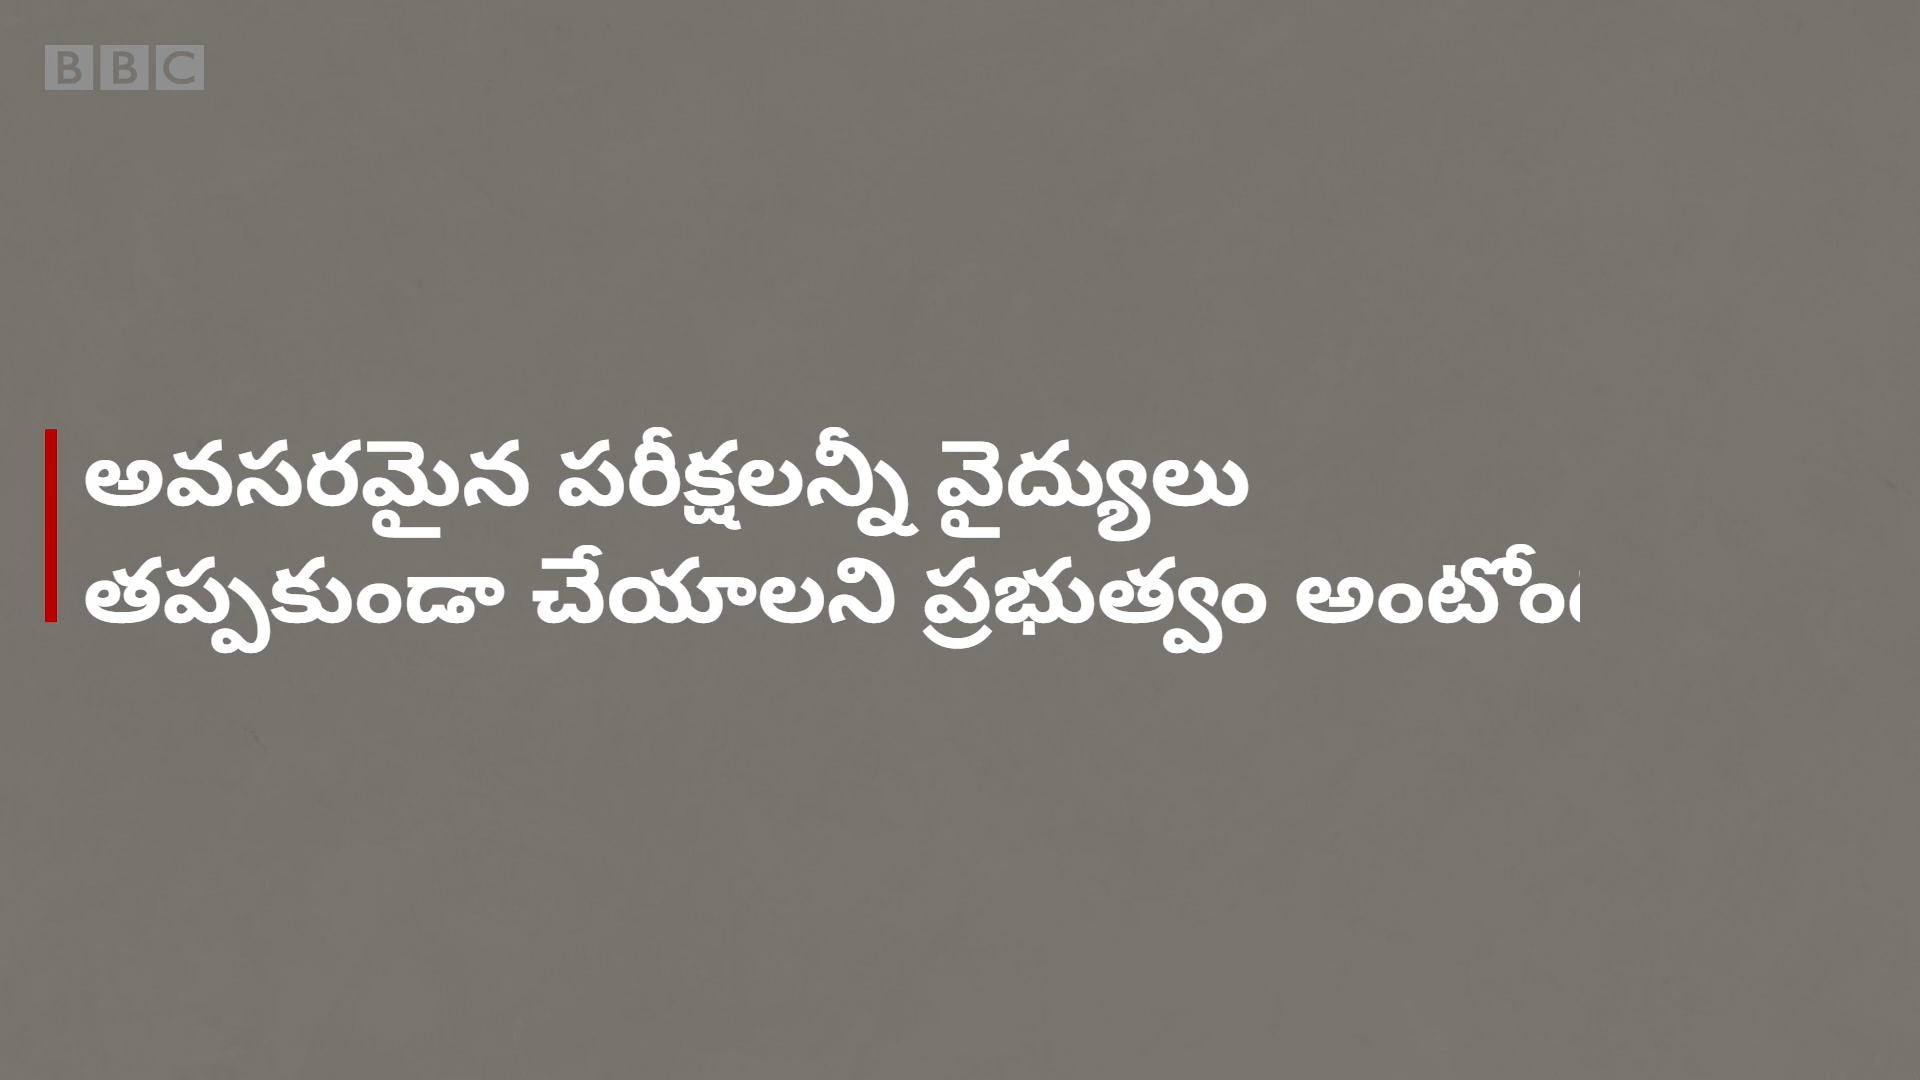 BBC
అవసరమైన పరీక్షలన్నీ వైద్యులు
తప్పకుండా చేయాలని ప్రభుత్వం